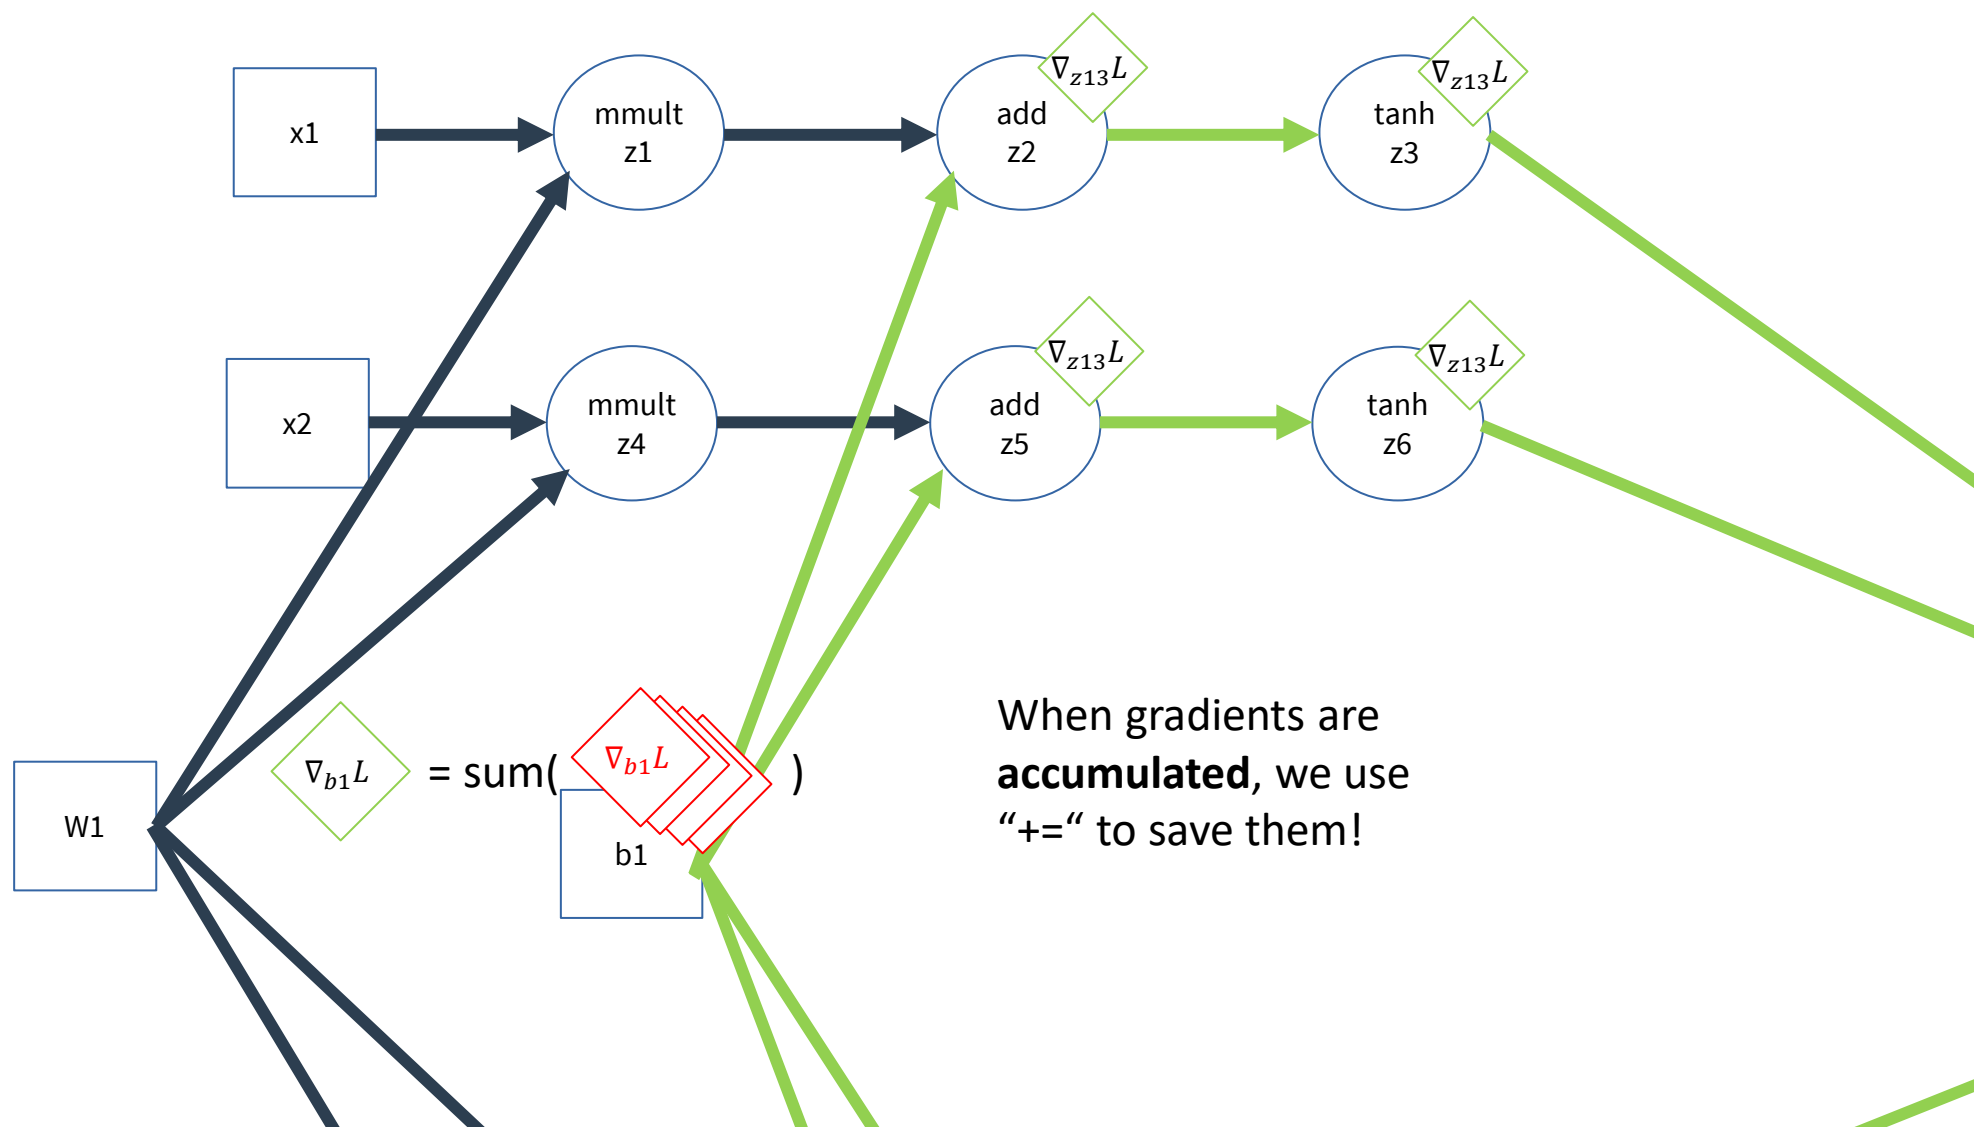 ∇z13L
∇z13L
x1
mmult
z1
add
z2
tanh
z3
∇z13L
∇z13L
x2
mmult
z4
add
z5
tanh
z6
When gradients are
accumulated, we use
“+=“ to save them!
∇b1L = sum( ∇b1L )
W1
b1